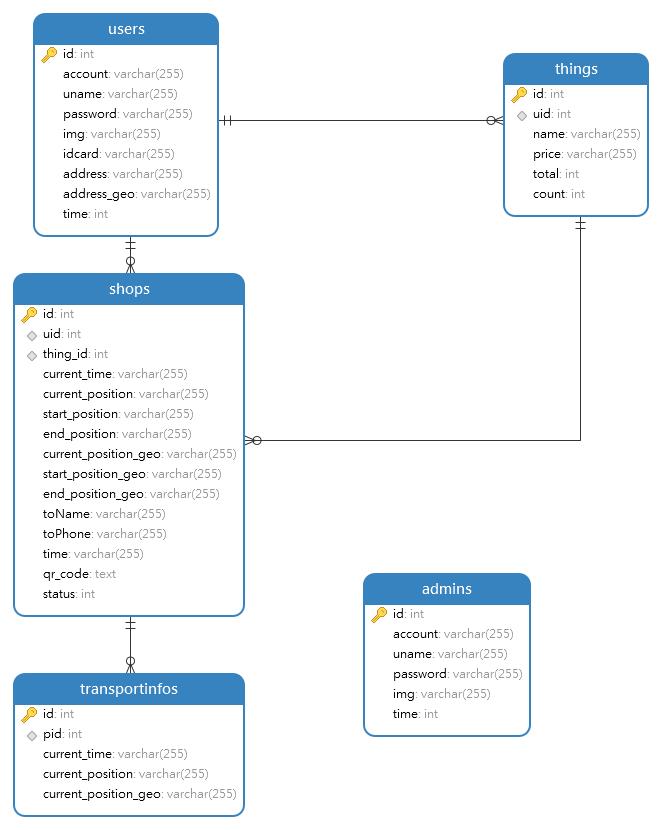 users
id: int
account: varchar(255)
uname: varchar(255)
password: varchar(255)
img: varchar(255)
idcard: varchar(255)
address: varchar(255)
address_geo: varchar(255)
time: int
things
id: int
uid: int
name: varchar(255)
price: varchar(255)
total: int
count: int
shops
id: int
uid: int
thing_id: int
current_time: varchar(255)
current_position: varchar(255)
start_position: varchar(255)
end_position: varchar(255)
current_position_geo: varchar(255)
start_position_geo: varchar(255)
end_position_geo: varchar(255)
toName: varchar(255)
toPhone: varchar(255)
time: varchar(255)
qr_code: text
status: int
admins
id: int
account: varchar(255)
uname: varchar(255)
password: varchar(255)
img: varchar(255)
time: int
transportinfos
id: int
pid: int
current_time: varchar(255)
current_position: varchar(255)
current_position_geo: varchar(255)